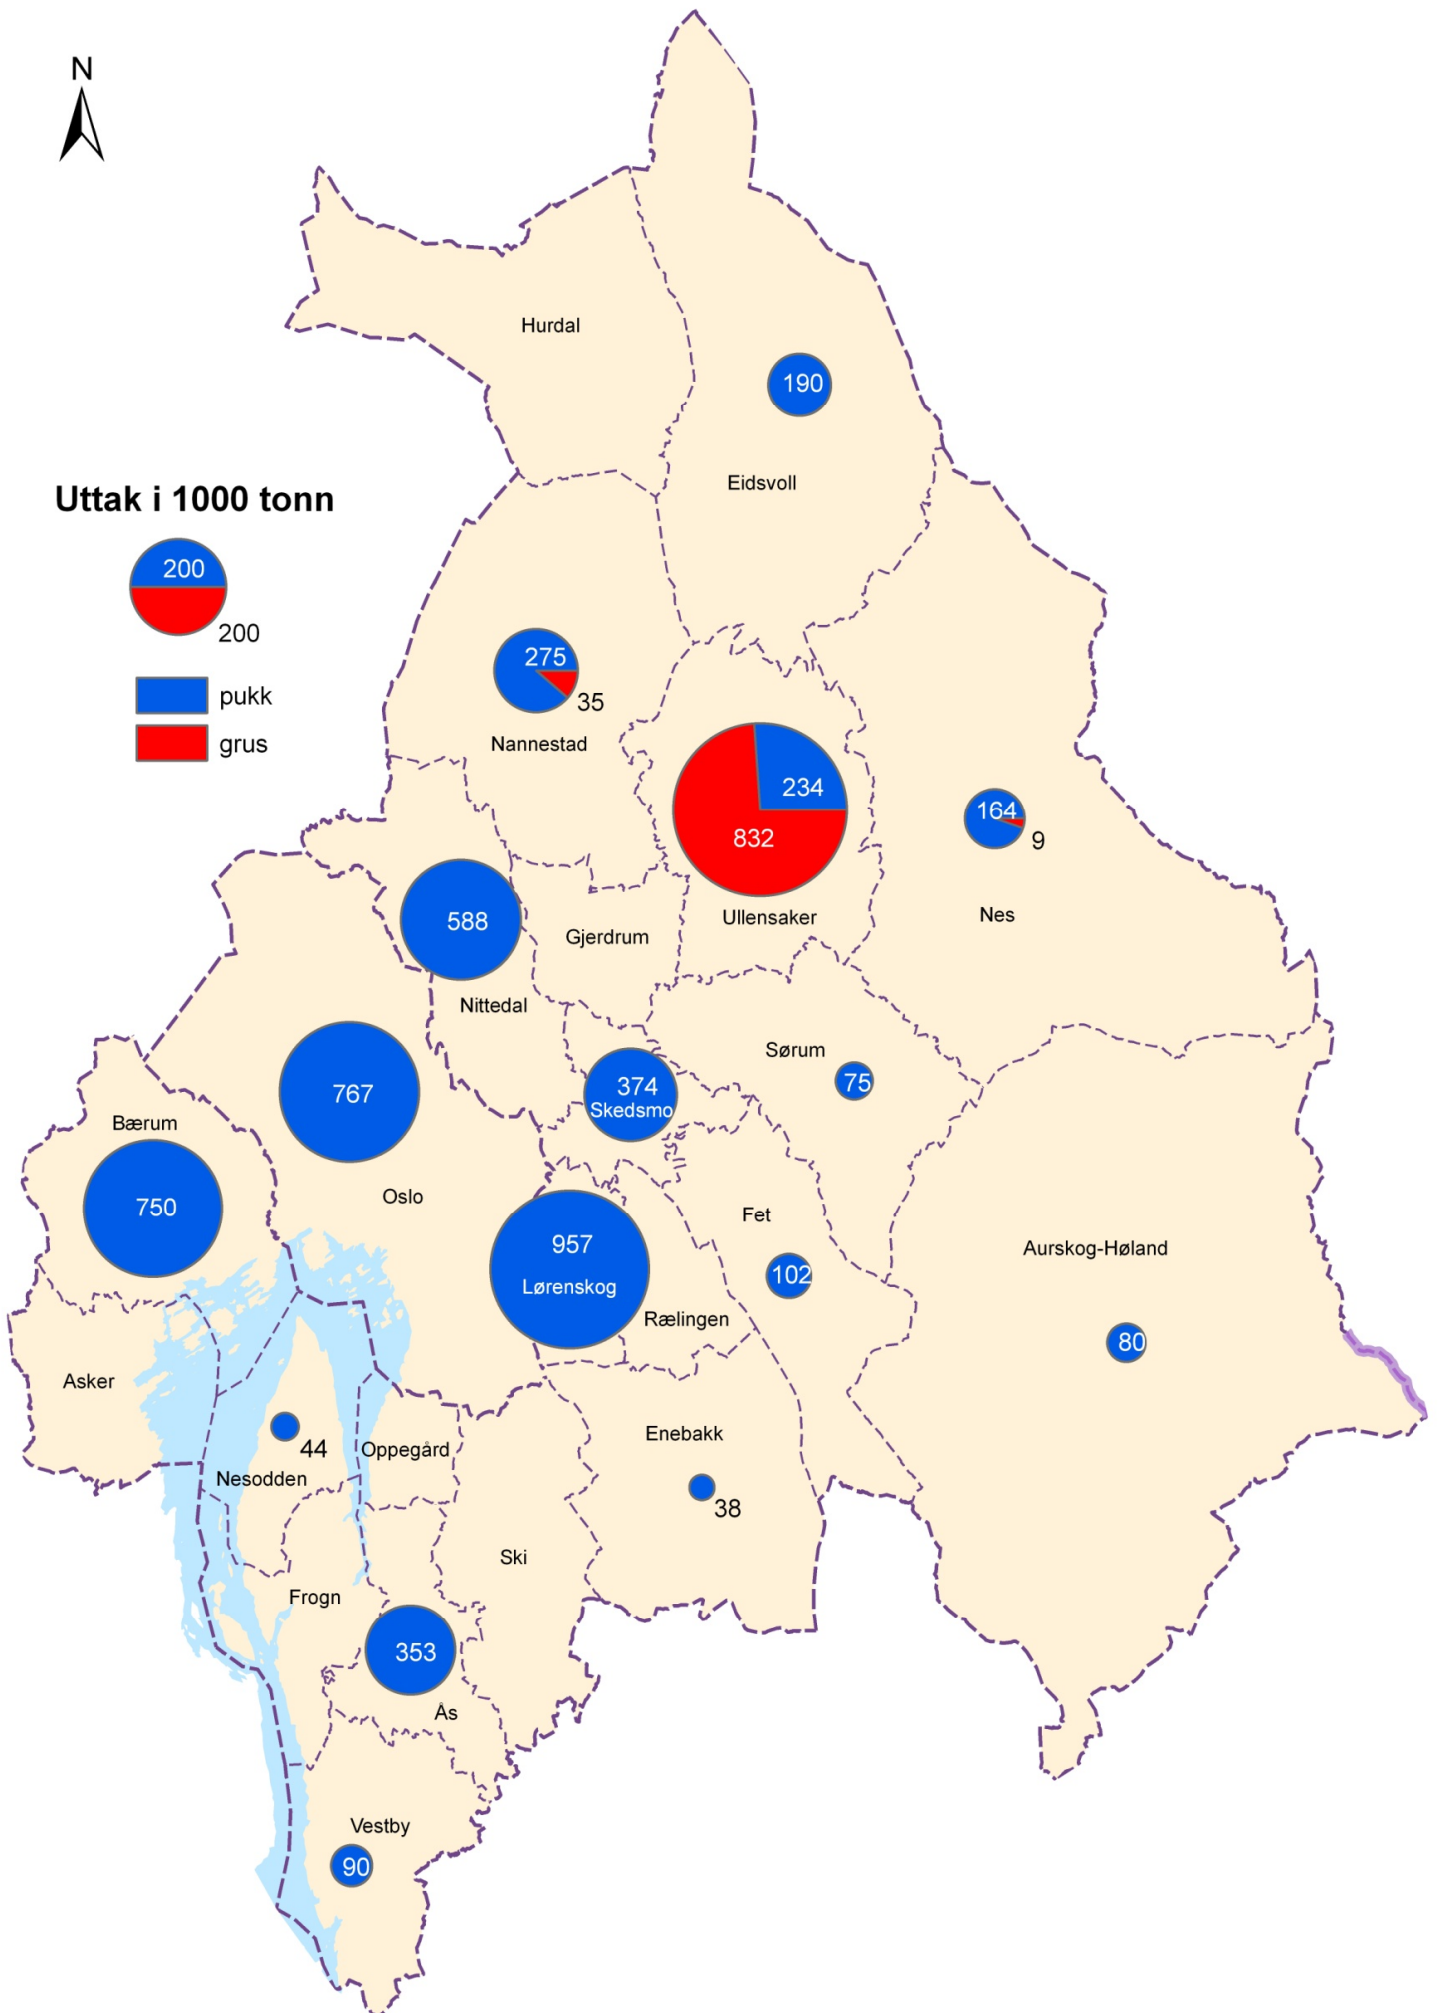 N
Hurdal
190
Eidsvoll
Uttak i 1000 tonn
200
200
pukk
grus
275
35
Nannestad
234
832
Ullensaker
164
9
Nes
588
Nittedal
Gjerdrum
Sørum
75
374
Skedsmo
767
Oslo
Bærum
750
957
Lørenskog
Rælingen
Fet
102
Aurskog-Høland
80
Asker
44
Nesodden
Oppegård
Enebakk
38
Ski
Frogn
353
Ås
Vestby
90